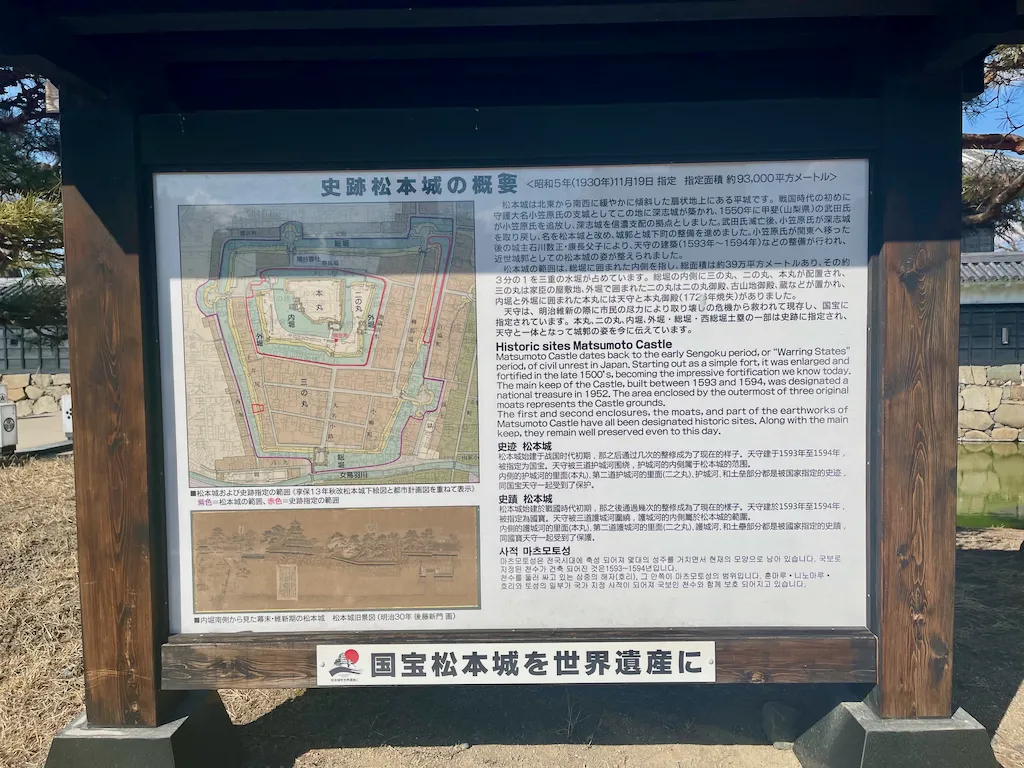 史跡松本城の概要 <昭和5年(1930年)11月19日 指定 指定面積 約93,000平方メートル>
松本城は北東から南西に緩やかに傾斜した扇状地上にある平城です。戦国時代の初めに
守護大名小笠原氏の支城としてこの地に深志城が築かれ、1550年に甲斐(山梨県)の武田氏
が小笠原氏を追放し、深志城を信濃支配の拠点としました。武田氏滅亡後、小笠原氏が深志城
を取り戻し、名を松本城と改め、城郭と城下町の整備を進めました。小笠原氏が関東へ移った
後の城主石川数正・康長父子により、天守の建築(1593年~1594年)などの整備が行われ、
近世城郭としての松本城の姿が整えられました。
松本城の範囲は、総堀に囲まれた内側を指し、総面積は約39万平方メートルあり、その約
3分の1を三重の水堀が占めています。総堀の内側に三の丸、二の丸、本丸が配置され、
三の丸は家臣の屋敷地、外堀で囲まれた二の丸は二の丸御殿、古山地御殿、蔵などが置かれ、
内堀と外堀に囲まれた本丸には天守と本丸御殿(172 年焼失)がありました。
天守は、明治維新の際に市民の尽力により取り壊しの危機から救われて現存し、国宝に
指定されています。本丸、二の丸、内堀、外堀・総堀・西総堀土塁の一部は史跡に指定され、
天守と一体となって城郭の姿を今に伝えています。
Historic sites Matsumoto Castle
Matsumoto Castle dates back to the early Sengoku period, or "Warring States"
period, of civil unrest in Japan. Starting out as a simple fort, it was enlarged and
fortified in the late 1500's, becoming the impressive fortification we know today.
The main keep of the Castle, built between 1593 and 1594, was designated a
national treasure in 1952. The area enclosed by the outermost of three original
moats represents the Castle grounds.
The first and second enclosures, the moats, and part of the earthworks of
Matsumoto Castle have all been designated historic sites. Along with the main
keep, they remain well preserved even to this day.
史迹 松本城
松本城始建于战国时代初期，那之后通过几次的整修成为了现在的样子。天守建于1593年至1594年，
被指定为国宝。天守被三道护城河围绕，护城河的内侧属于松本城的范围。
内侧的护城河的里面(本丸)、第二道护城河的里面(二之丸)、护城河、和土垒部分都是被国家指定的史迹，
同国宝天守一起受到了保护。
史蹟 松本城
松本城始建於戰國時代初期，那之後通過幾次的整修成為了現在的樣子。天守建於1593年至1594年，
被指定為國寶。天守被三道護城河圍繞，護城河的內側屬於松本城的範圍。
內側的護城河的里面(本丸)、第二道護城河的里面(二之丸)、護城河、和土壘部分都是被國家指定的史蹟，
同國寶天守一起受到了保護。
사적 마츠모토성
마츠모토성은 전국시대에 축성 되어져 몇대의 성주를 거치면서 현재의 모양으로 남아 있습니다. 국보로
지정된 천수가 건축 되어진 것은1593~1594년입니다.
천수를 둘러 싸고 있는 삼중의 해자(호리), 그 안쪽이 마츠모토성의 범위입니다. 혼마루・니노마루・
호리와 토성의 일부가 국가 지정 사적이 되어져 국보인 천수와 함께 보호 되어지고 있습니다.
総堀
本丸
二の丸
内堀
外堀
外堀
三の丸
総堀
女鳥羽川
■松本城および史跡指定の範囲 (享保13年秋改松本城下絵図と都市計画図を重ねて表示)
紫色=松本城の範囲、赤色=史跡指定の範囲
■内堀南側から見た幕末・維新期の松本城 松本城旧景図 (明治30年 後藤新門 画)
国宝松本城を世界遺産に